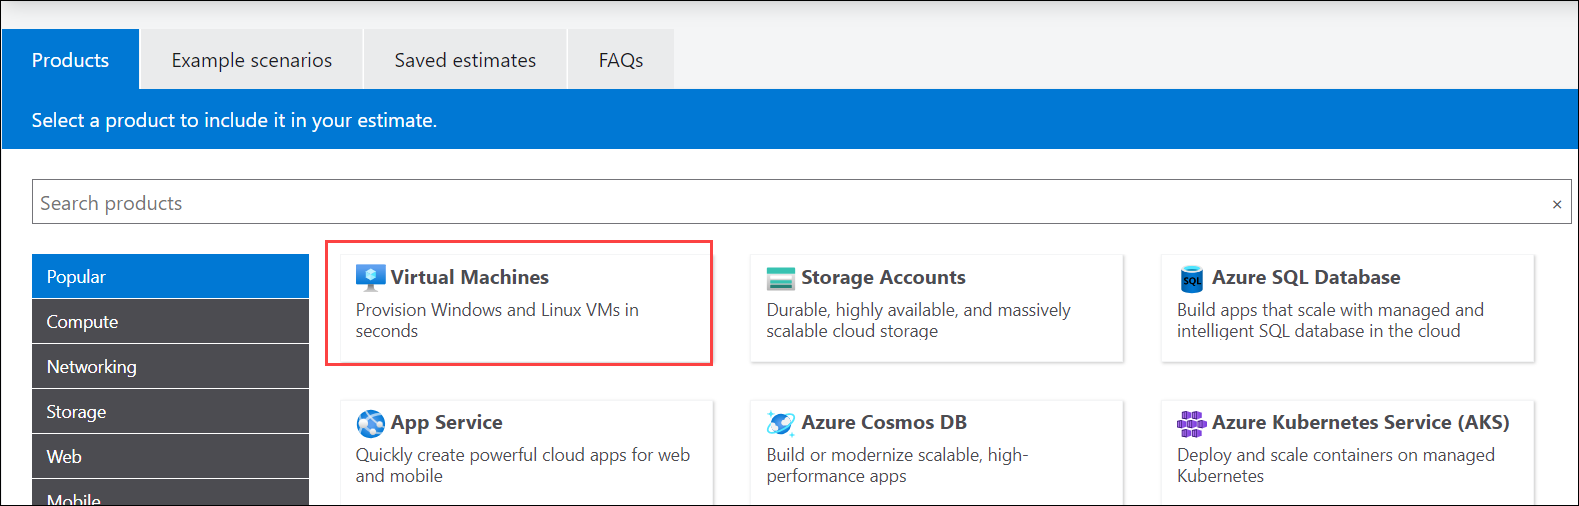 Products
Example scenarios
Saved estimates
FAQs
Select a product to include it in your estimate.
Search products
×
Popular
Compute
Networking
Storage
Web
Mobile
Virtual Machines
Provision Windows and Linux VMs in
seconds
Storage Accounts
Durable, highly available, and massively
scalable cloud storage
SQL
Azure SQL Database
Build apps that scale with managed and
intelligent SQL database in the cloud
App Service
Quickly create powerful cloud apps for web
and mobile
Azure Cosmos DB
Build or modernize scalable, high-
performance apps
Azure Kubernetes Service (AKS)
Deploy and scale containers on managed
Kubernetes